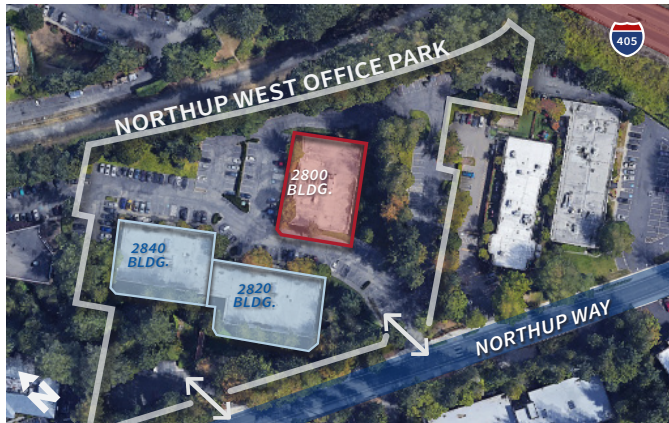 405
NORTHUP WEST OFFICE PARK
2800
BLDG.
2840
BLDG.
2820
BLDG.
NORTHUP WAY
N